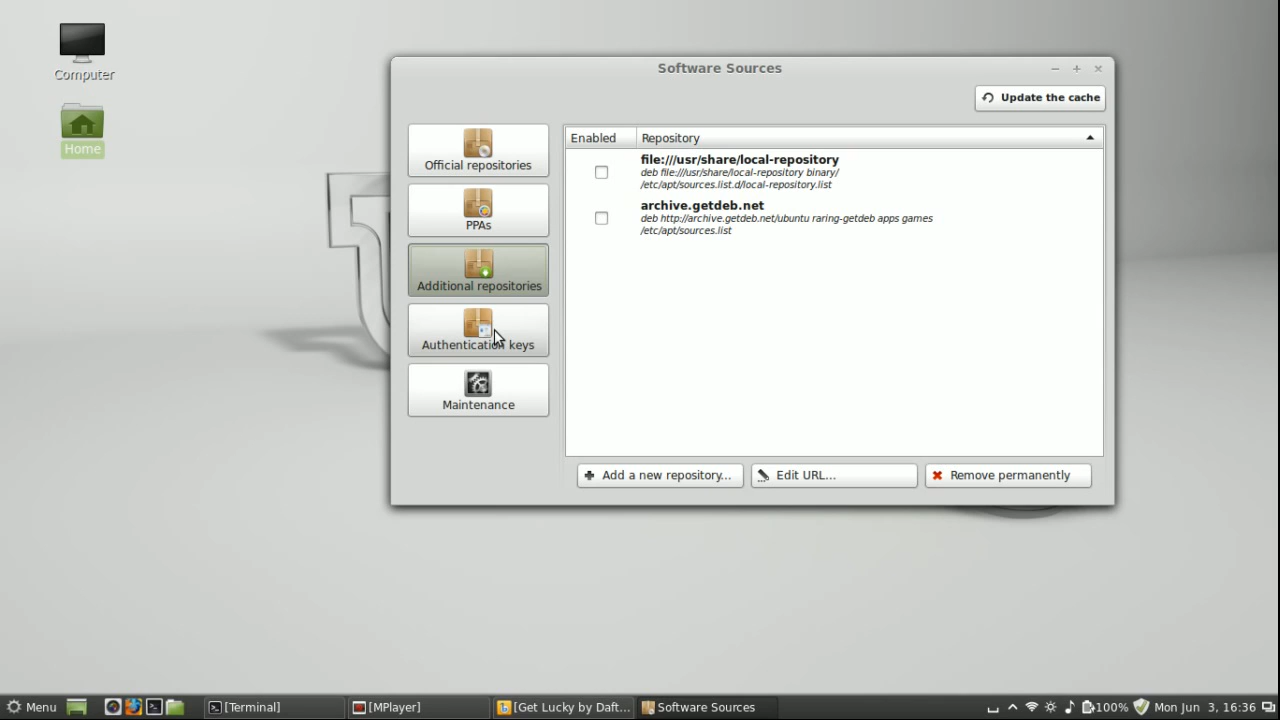 Computer
Home
Software Sources
Update the cache
Official repositories
PPAs
Additional repositories
Authentication keys
Maintenance
Enabled
Repository
file:///usr/share/local-repository
deb file:///usr/share/local-repository binary/
/etc/apt/sources.list.d/local-repository.list
archive.getdeb.net
deb http://archive.getdeb.net/ubuntu raring-getdeb apps games
/etc/apt/sources.list
Add a new repository...
Edit URL...
Remove permanently
Menu
[Terminal]
[MPlayer]
[Get Lucky by Daft...
Software Sources
100%
Mon Jun 3, 16:36